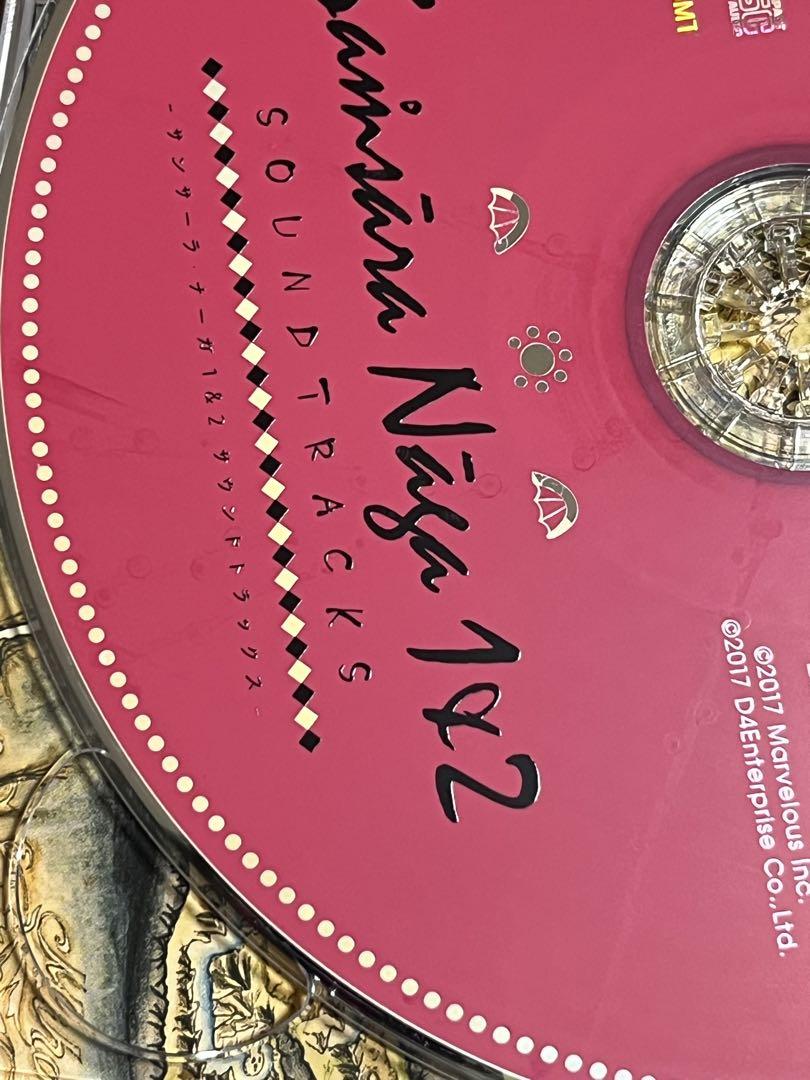 Saṃsāra Nāga 1&2
SOUNDTRACKS
-サンサーラ・ナーガ1&2 サウンドトラックス-
©2017 Marvelous Inc.
©2017 D4Enterprise Co.,Ltd.